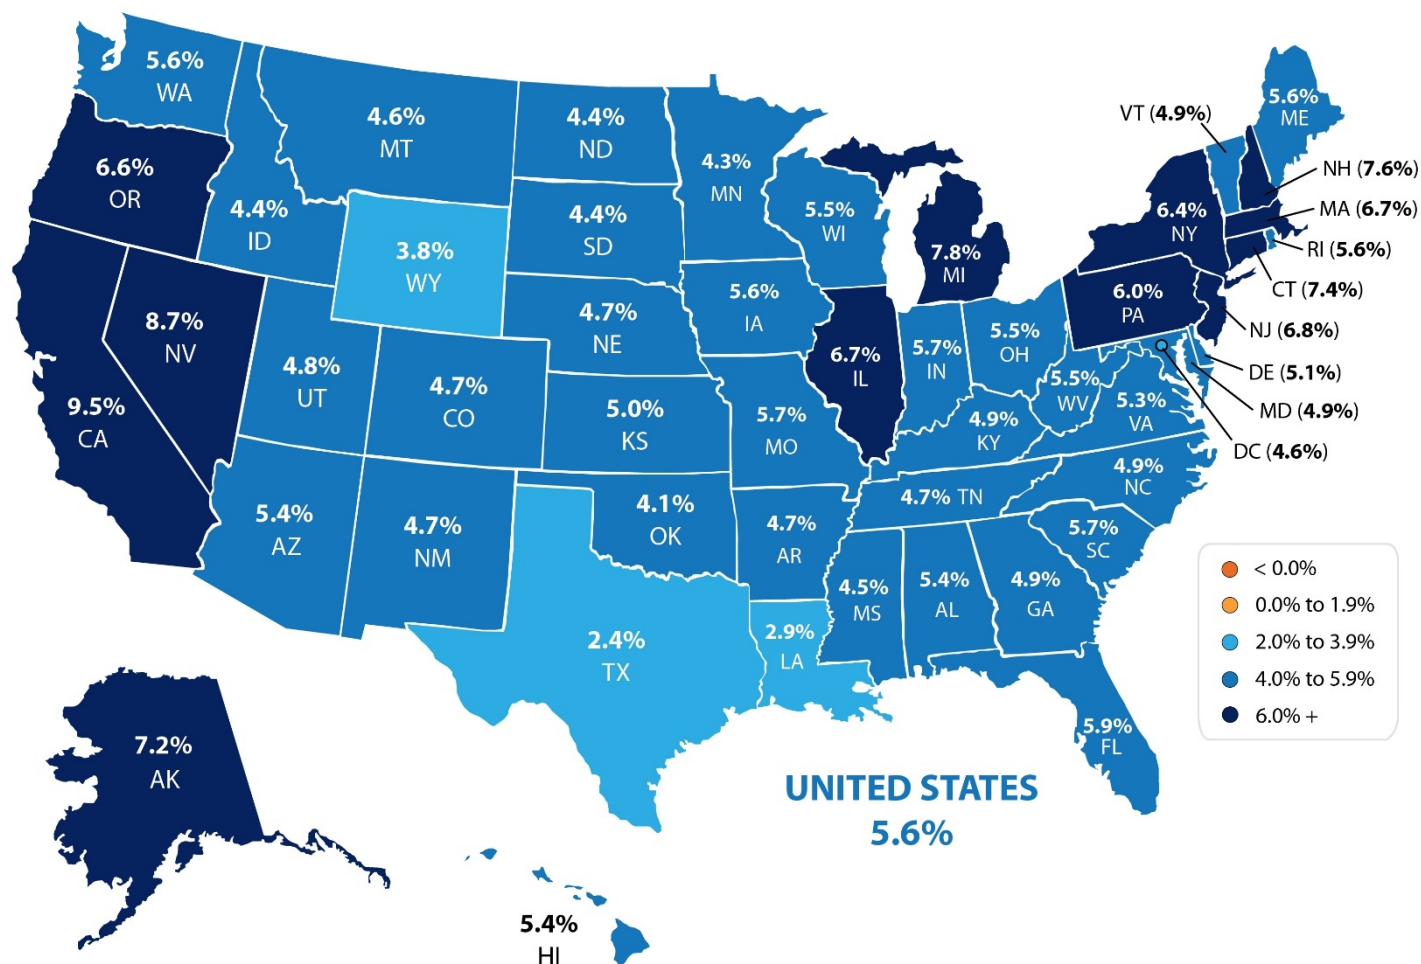 5.6%
WA
6.6%
OR
9.5%
CA
8.7%
NV
4.4%
ID
4.6%
MT
3.8%
WY
4.8%
UT
4.7%
CO
5.4%
AZ
4.7%
NM
4.4%
ND
4.4%
SD
4.7%
NE
5.0%
KS
4.1%
OK
2.4%
TX
4.3%
MN
5.6%
IA
5.7%
MO
4.7%
AR
2.9%
LA
5.5%
WI
6.7%
IL
7.8%
MI
5.7%
IN
5.5%
OH
4.9%
KY
4.7% TN
4.5%
MS
5.4%
AL
4.9%
GA
5.9%
FL
5.7%
SC
4.9%
NC
5.3%
VA
5.5%
WV
6.0%
PA
6.4%
NY
5.6%
ME
VT (4.9%)
NH (7.6%)
MA (6.7%)
RI (5.6%)
CT (7.4%)
NJ (6.8%)
DE (5.1%)
MD (4.9%)
DC (4.6%)
7.2%
AK
5.4%
HI
UNITED STATES
5.6%
< 0.0%
0.0% to 1.9%
2.0% to 3.9%
4.0% to 5.9%
6.0% +